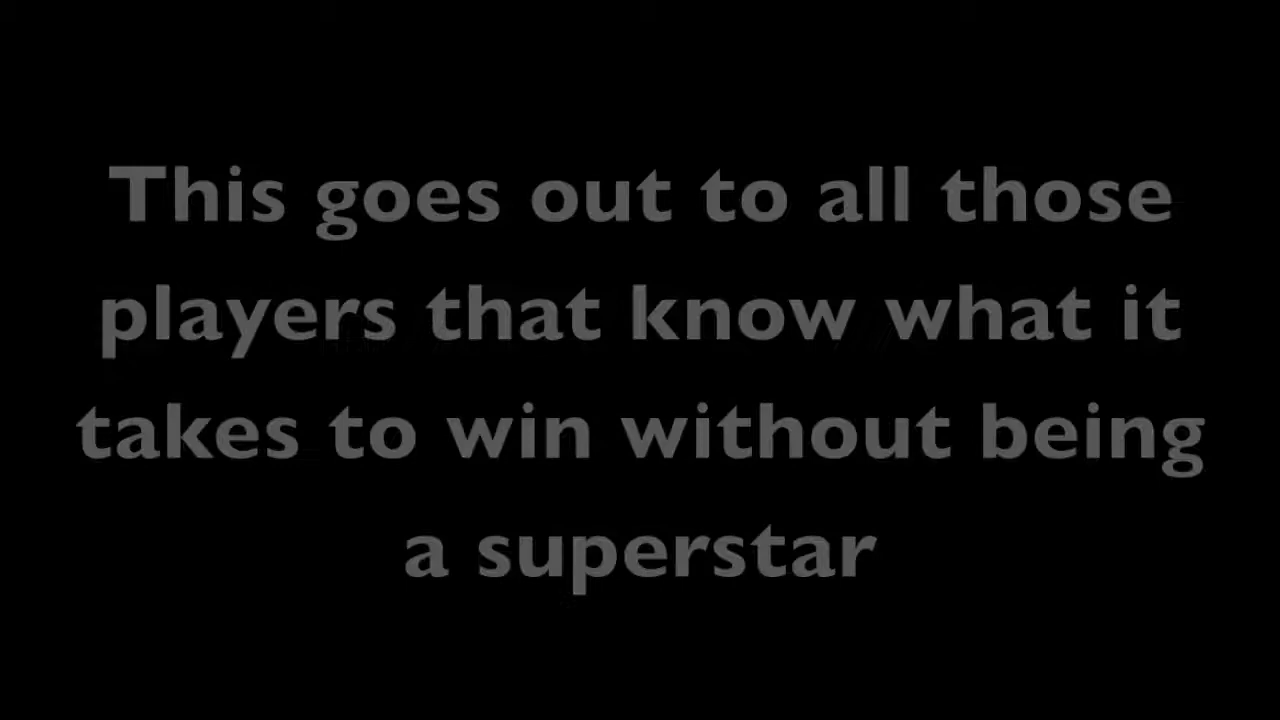 This goes out to all those
players that know what it
takes to win without being
a superstar